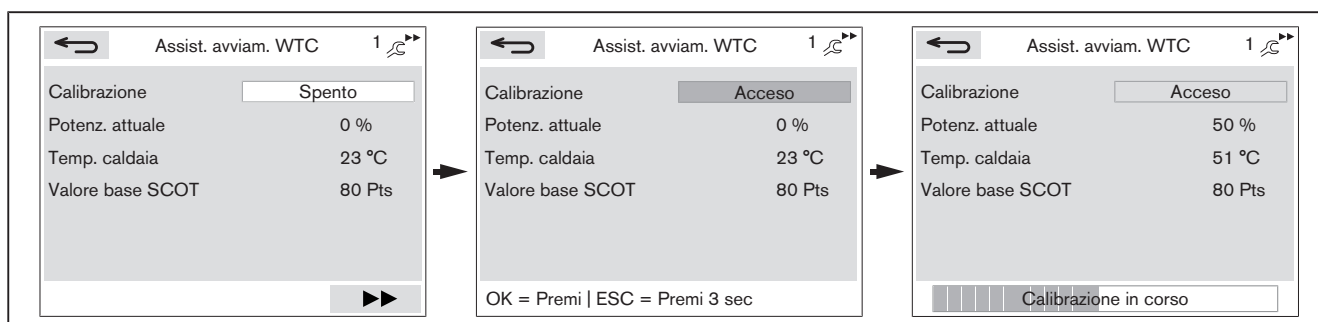 Assist. avviam. WTC 1
Calibrazione Spento
Potenz. attuale 0 %
Temp. caldaia 23 °C
Valore base SCOT 80 Pts
Assist. avviam. WTC 1
Calibrazione Acceso
Potenz. attuale 0 %
Temp. caldaia 23 °C
Valore base SCOT 80 Pts
OK = Premi | ESC = Premi 3 sec
Assist. avviam. WTC 1
Calibrazione Acceso
Potenz. attuale 50 %
Temp. caldaia 51 °C
Valore base SCOT 80 Pts
Calibrazione in corso